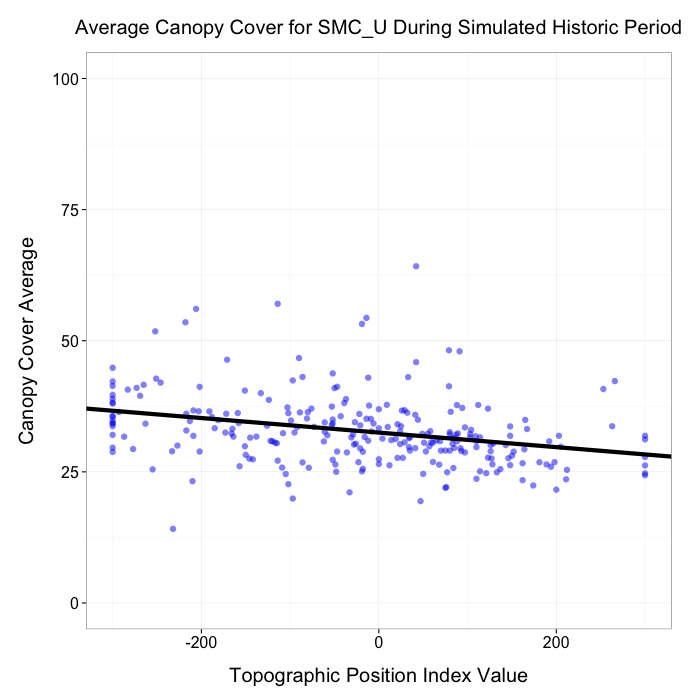 Average Canopy Cover for SMC_U During Simulated Historic Period
100
75
50
25
0
Canopy Cover Average
-200
0
200
Topographic Position Index Value